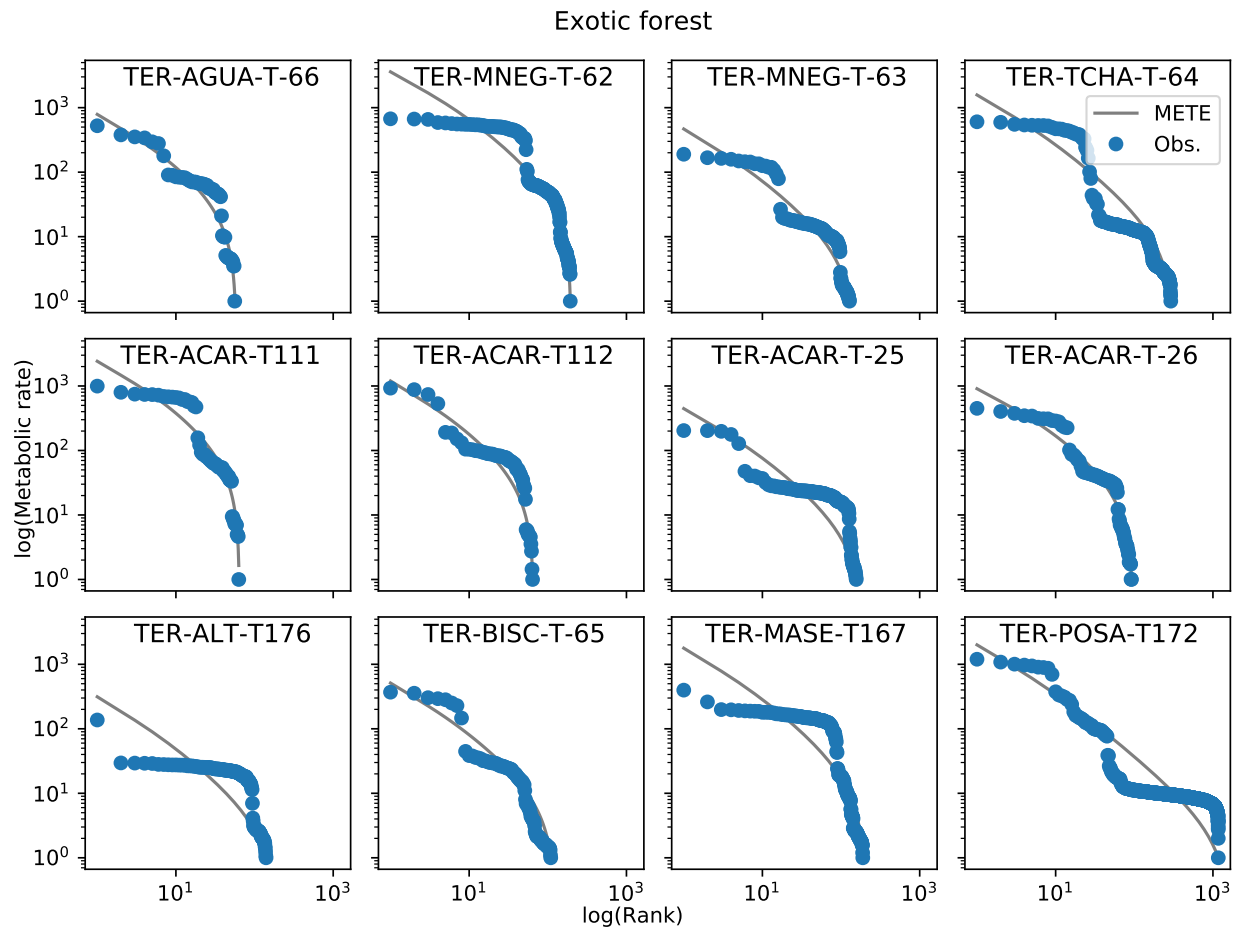 Exotic forest
TER-AGUA-T-66
TER-MNEG-T-62
TER-MNEG-T-63
TER-TCHA-T-64
METE
Obs.
10³
10²
10¹
10⁰
TER-ACAR-T111
TER-ACAR-T112
TER-ACAR-T-25
TER-ACAR-T-26
10³
10²
10¹
10⁰
log(Metabolic rate)
TER-ALT-T176
TER-BISC-T-65
TER-MASE-T167
TER-POSA-T172
10³
10²
10¹
10⁰
10¹ 10³ 10¹ 10³ 10¹ 10³ 10¹ 10³
log(Rank)